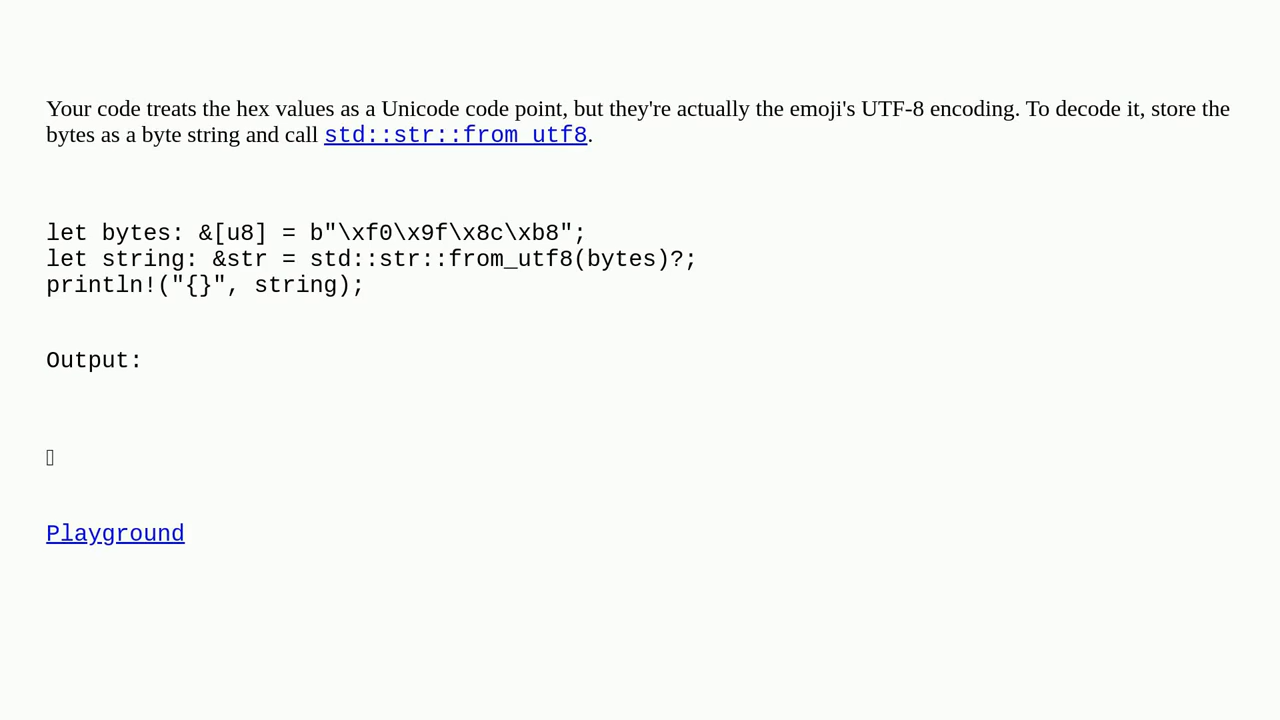 Your code treats the hex values as a Unicode code point, but they're actually the emoji's UTF-8 encoding. To decode it, store the
bytes as a byte string and call std::str::from_utf8.
let bytes: &[u8] = b"\xf0\x9f\x8c\xb8";
let string: &str = std::str::from_utf8(bytes)?;
println!("{}", string);
Output:
Playground